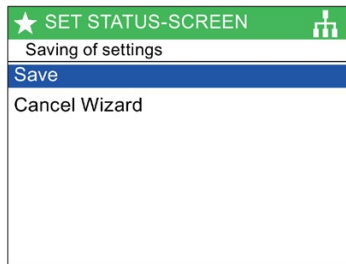 SET STATUS-SCREEN
Saving of settings
Save
Cancel Wizard